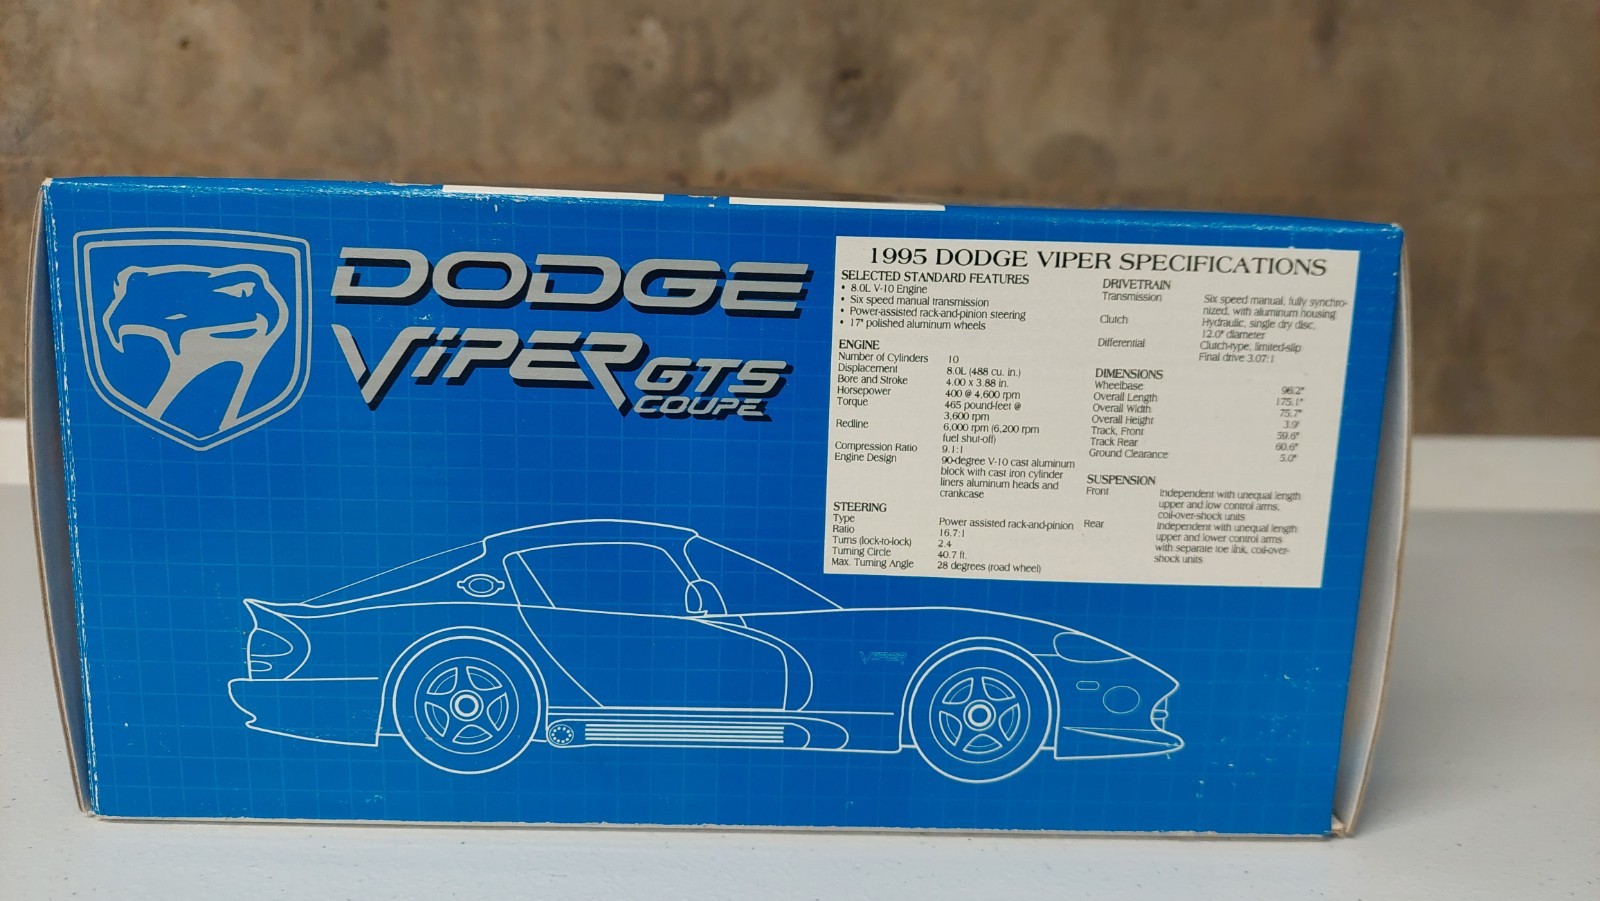 DODGE
VIPER GTS
COUPE
1995 DODGE VIPER SPECIFICATIONS
SELECTED STANDARD FEATURES
• 8.0L V-10 Engine
• Six speed manual transmission
• Power-assisted rack-and-pinion steering
• 17" polished aluminum wheels
ENGINE
Number of Cylinders 10
Displacement 8.0L (488 cu. in.)
Bore and Stroke 4.00 x 3.88 in.
Horsepower 400 @ 4,600 rpm
Torque 465 pound-feet @
3,600 rpm
Redline 6,000 rpm (6,200 rpm
fuel shut-off)
Compression Ratio 9.1:1
Engine Design 90-degree V-10 cast aluminum
block with cast iron cylinder
liners aluminum heads and
crankcase
STEERING
Type Power assisted rack-and-pinion
Ratio 16.7:1
Turns (lock-to-lock) 2.4
Turning Circle 40.7 ft.
Max. Turning Angle 28 degrees (road wheel)
DRIVETRAIN
Transmission Six speed manual, fully synchro-
nized, with aluminum housing
Clutch Hydraulic, single dry disc,
12.0" diameter
Differential Clutch-type, limited-slip
Final drive 3.07:1
DIMENSIONS
Wheelbase 96.2"
Overall Length 175.1"
Overall Width 75.7"
Overall Height 3.9'
Track, Front 59.6"
Track Rear 60.6"
Ground Clearance 5.0"
SUSPENSION
Front Independent with unequal length
upper and low control arms,
coil-over-shock units
Rear Independent with unequal length
upper and lower control arms
with separate toe link, coil-over-
shock units
VIPER